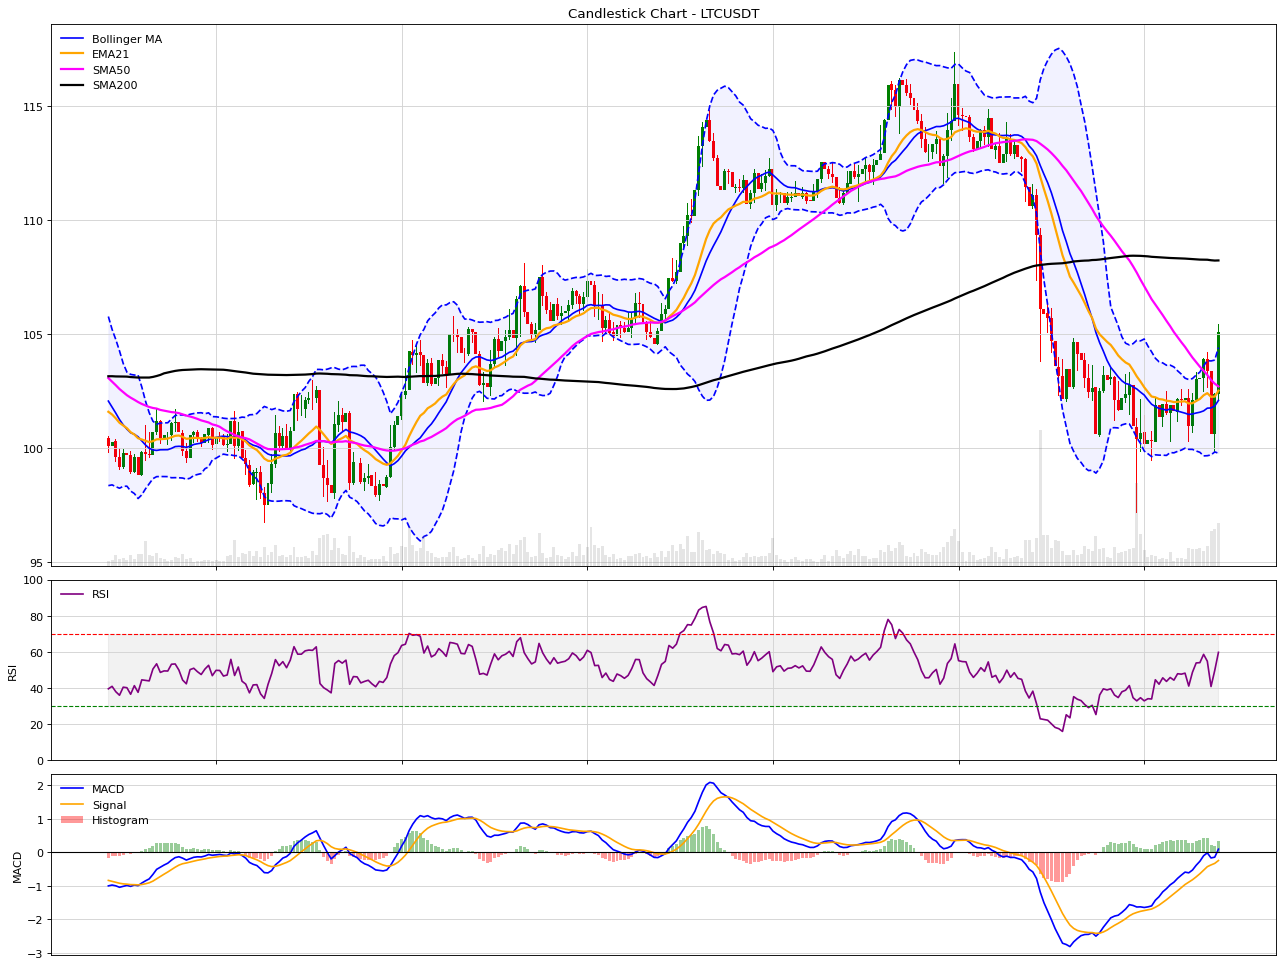 Candlestick Chart - LTCUSDT
Bollinger MA
EMA21
SMA50
SMA200
115
110
105
100
95
RSI
100
80
60
40
20
0
RSI
MACD
Signal
Histogram
2
1
0
−1
−2
−3
MACD